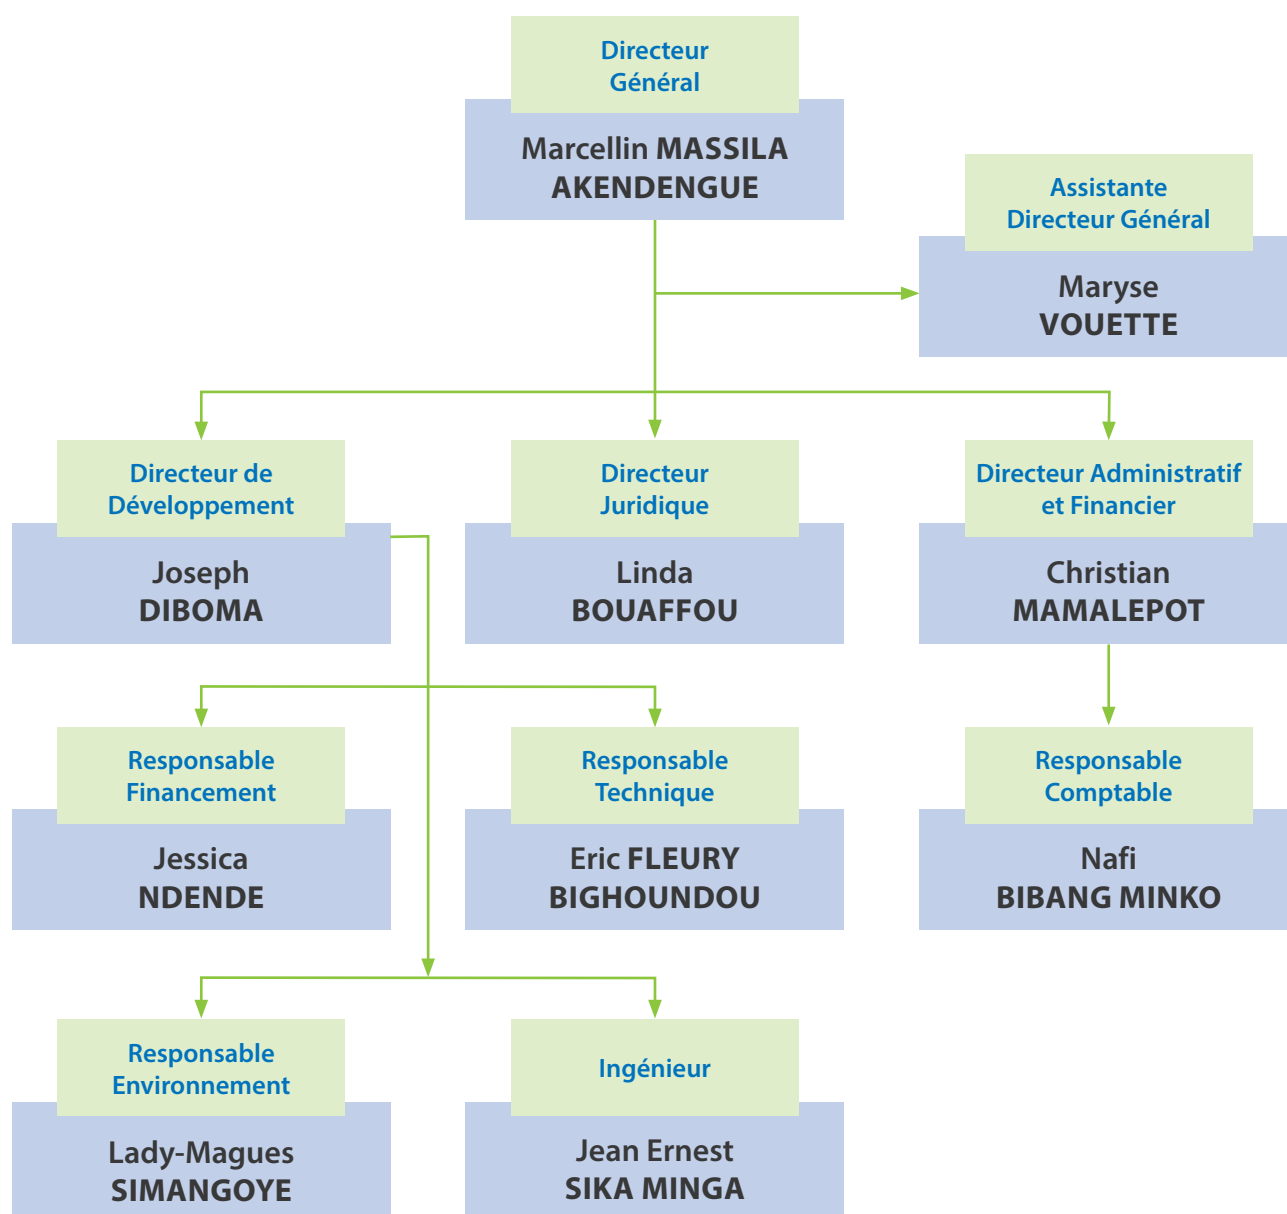 Directeur
Général
Marcellin MASSILA
AKENDENGUE
Assistante
Directeur Général
Maryse
VOUETTE
Directeur de
Développement
Joseph
DIBOMA
Directeur
Juridique
Linda
BOUAFFOU
Directeur Administratif
et Financier
Christian
MAMALEPOT
Responsable
Financement
Jessica
NDENDE
Responsable
Technique
Eric FLEURY
BIGHOUNDOU
Responsable
Comptable
Nafi
BIBANG MINKO
Responsable
Environnement
Lady-Magues
SIMANGOYE
Ingénieur
Jean Ernest
SIKA MINGA